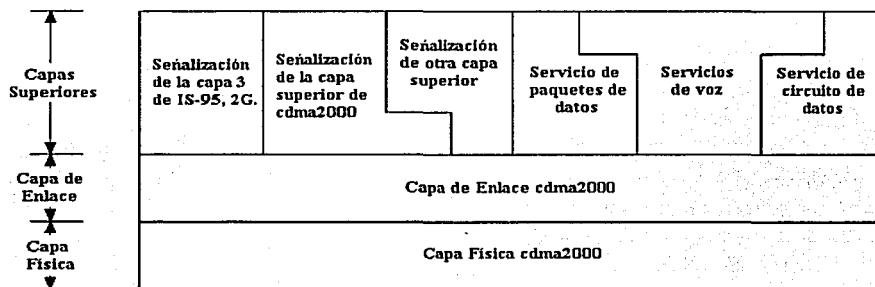 Capas
Superiores
Señalización
de la capa 3
de IS-95, 2G.
Señalización
de la capa
superior de
cdma2000
Señalización
de otra capa
superior
Servicio de
paquetes de
datos
Servicios
de voz
Servicio de
circuito de
datos
Capa de
Enlace
Capa de Enlace cdma2000
Capa
Física
Capa Física cdma2000